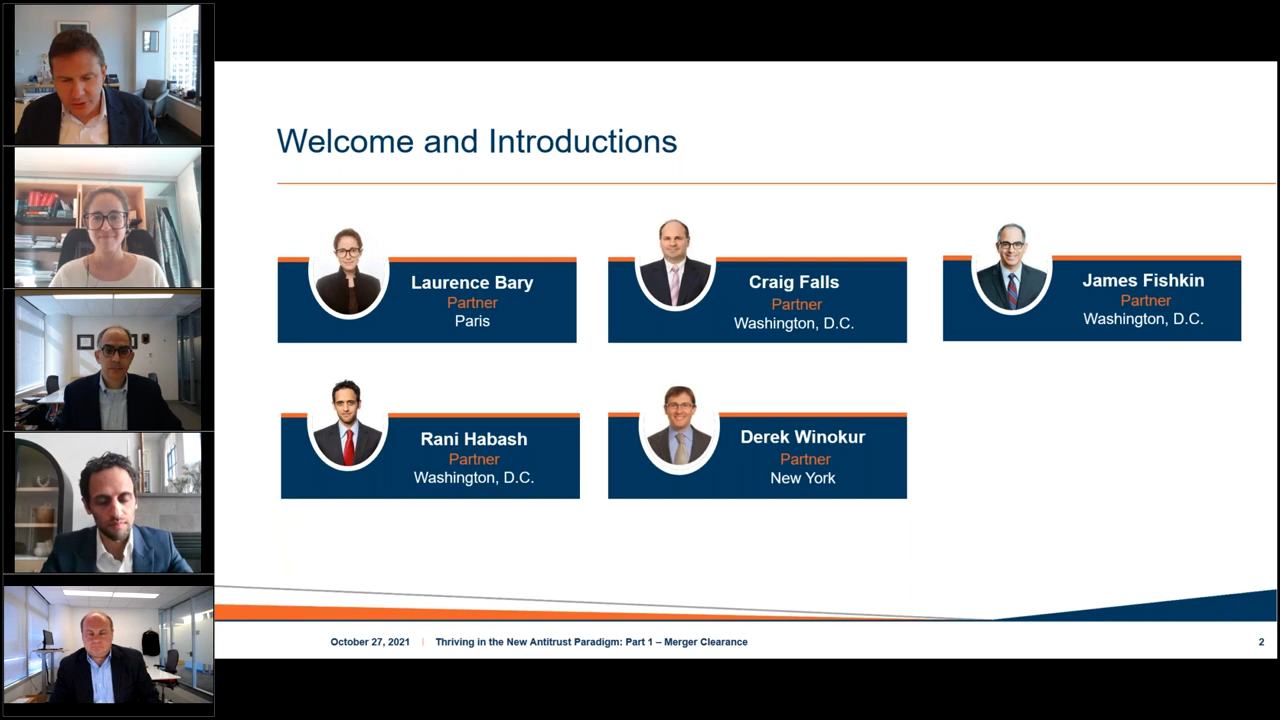 Welcome and Introductions
Laurence Bary
Partner
Paris
Craig Falls
Partner
Washington, D.C.
James Fishkin
Partner
Washington, D.C.
Rani Habash
Partner
Washington, D.C.
Derek Winokur
Partner
New York
October 27, 2021 | Thriving in the New Antitrust Paradigm: Part 1 – Merger Clearance 2